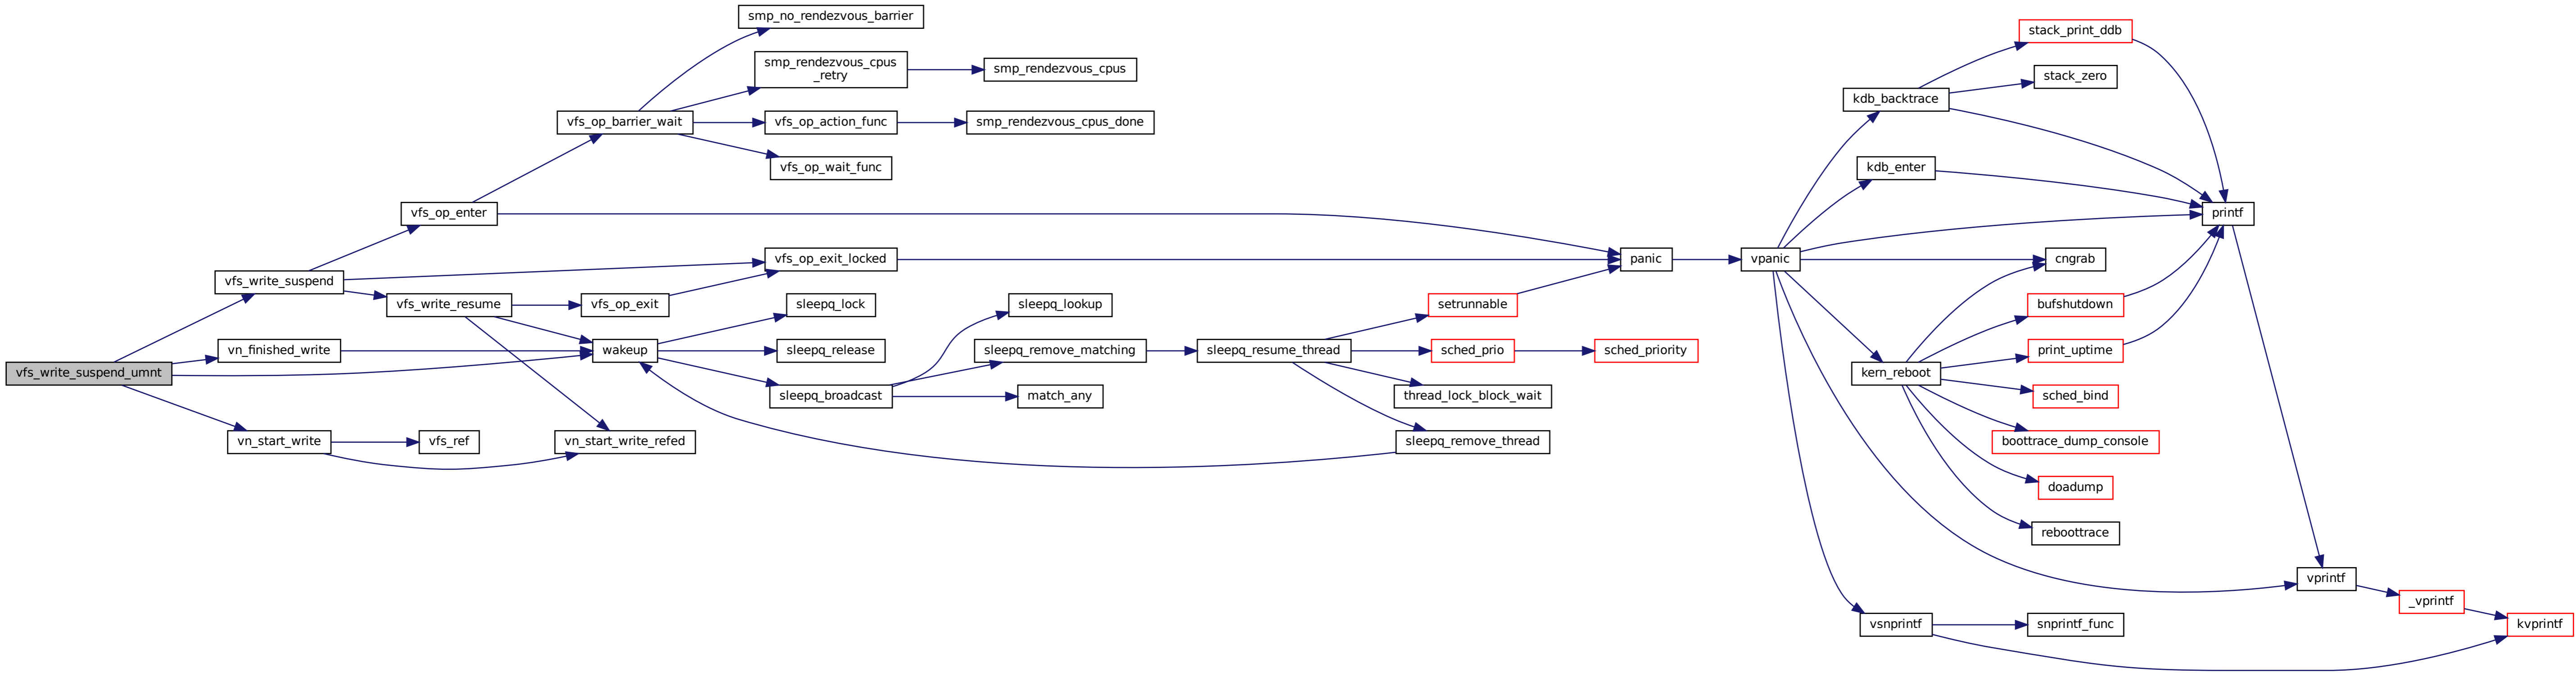 smp_no_rendezvous_barrier
stack_print_ddb
smp_rendezvous_cpus
_retry
smp_rendezvous_cpus
stack_zero
kdb_backtrace
vfs_op_barrier_wait
vfs_op_action_func
smp_rendezvous_cpus_done
vfs_op_wait_func
kdb_enter
vfs_op_enter
printf
vfs_op_exit_locked
panic
vpanic
cngrab
vfs_write_suspend
vfs_write_resume
vfs_op_exit
sleepq_lock
sleepq_lookup
setrunnable
bufshutdown
vn_finished_write
wakeup
sleepq_release
sleepq_remove_matching
sleepq_resume_thread
sched_prio
sched_priority
print_uptime
vfs_write_suspend_umnt
kern_reboot
sleepq_broadcast
match_any
thread_lock_block_wait
sched_bind
vn_start_write
vfs_ref
vn_start_write_refed
sleepq_remove_thread
boottrace_dump_console
doadump
reboottrace
vprintf
_vprintf
vsnprintf
snprintf_func
kvprintf